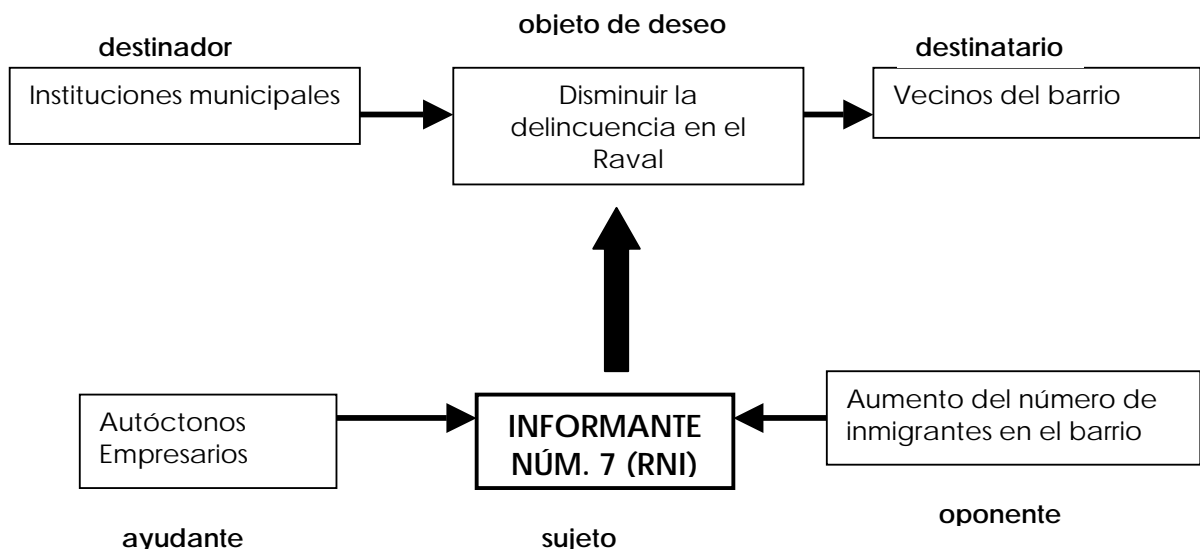 objeto de deseo
destinador
destinatario
Instituciones municipales
Disminuir la
delincuencia en el
Raval
Vecinos del barrio
Autóctonos
Empresarios
INFORMANTE
NÚM. 7 (RNI)
Aumento del número de
inmigrantes en el barrio
ayudante
sujeto
oponente